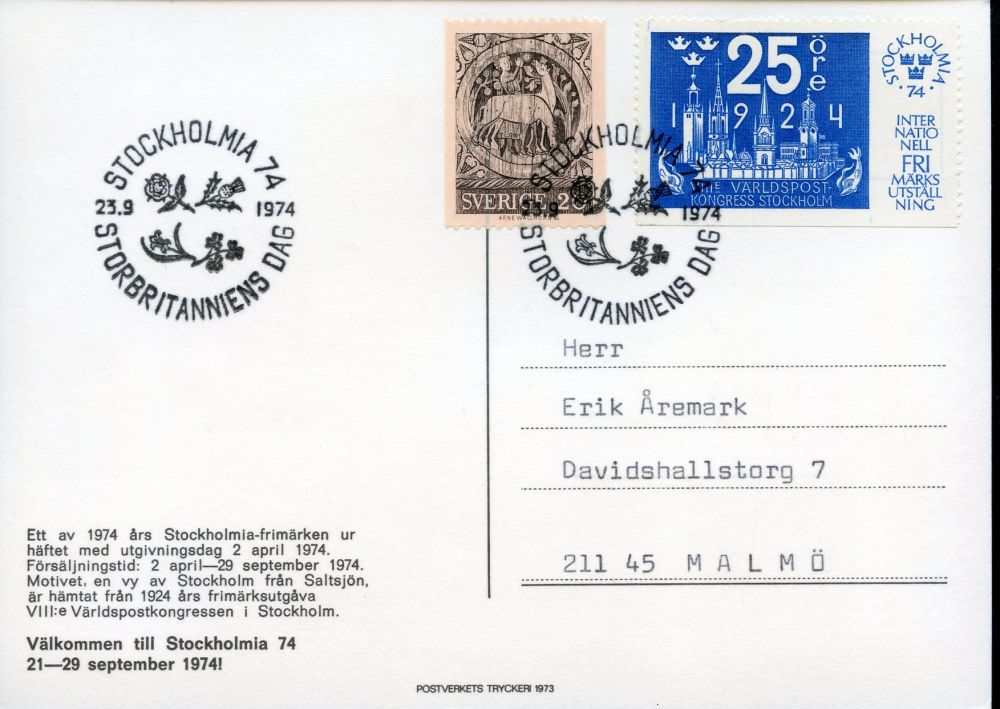 STOCKHOLMIA 74
23.9 1974
STORBRITANNIENS DAG
SVERIGE
25 öre
1924
VÄRLDSPOST-
KONGRESS STOCKHOLM
STOCKHOLMIA
74
INTER
NATIO
NELL
FRI
MÄRKS
UTSTÄLL
NING
STOCKHOLMIA 74
23.9 1974
STORBRITANNIENS DAG
Herr
Erik Åremark
Davidshallstorg 7
211 45 MALMÖ
Ett av 1974 års Stockholmia-frimärken ur
häftet med utgivningsdag 2 april 1974.
Försäljningstid: 2 april—29 september 1974.
Motivet, en vy av Stockholm från Saltsjön,
är hämtat från 1924 års frimärksutgåva
VIII:e Världspostkongressen i Stockholm.
Välkommen till Stockholmia 74
21—29 september 1974!
POSTVERKETS TRYCKERI 1973